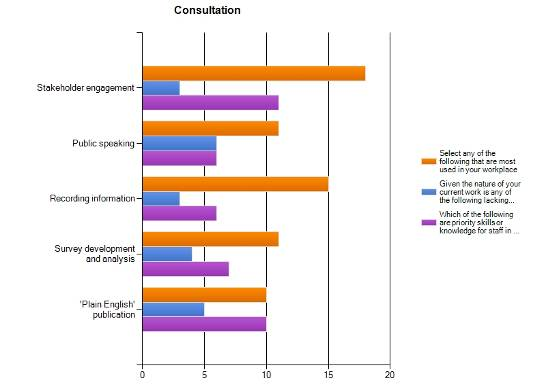 Consultation
Stakeholder engagement
Public speaking
Recording information
Survey development
and analysis
'Plain English'
publication
0
5
10
15
20
Select any of the
following that are most
used in your workplace
Given the nature of your
current work is any of
the following lacking...
Which of the following
are priority skills or
knowledge for staff in ...